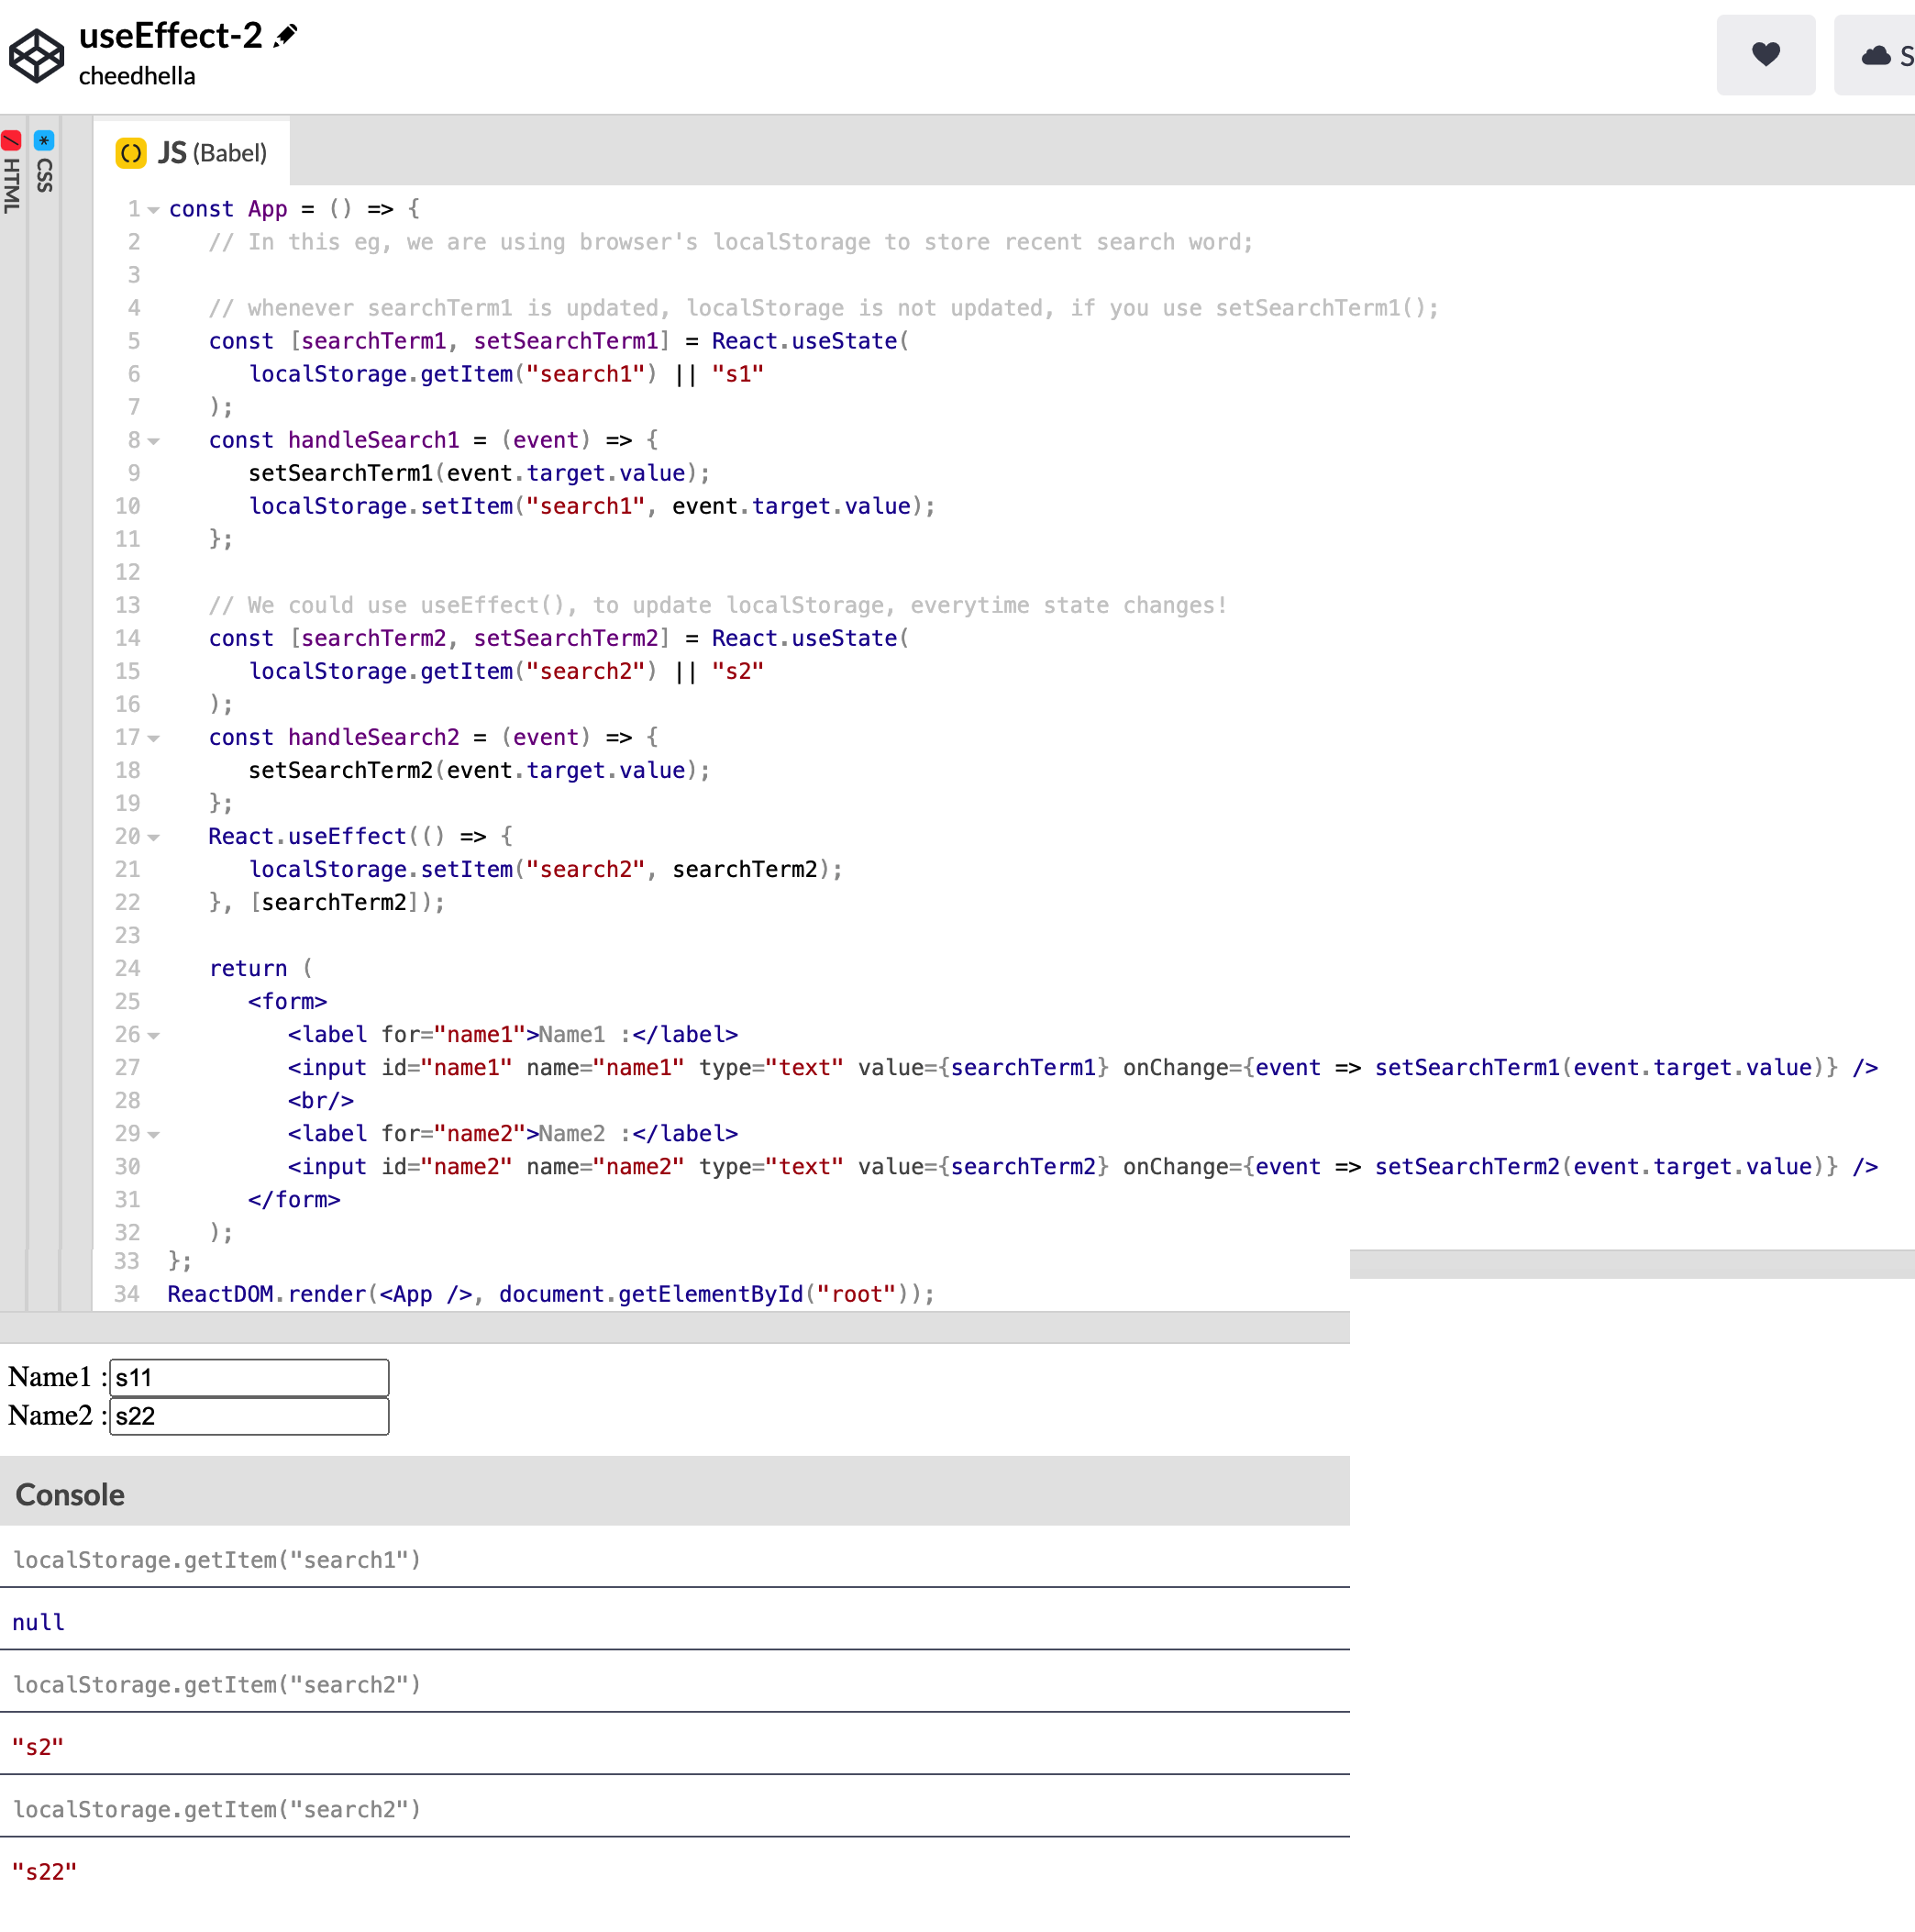 useEffect-2
cheedhella
S
HTML
CSS
JS (Babel)
1 const App = () => {
2 // In this eg, we are using browser's localStorage to store recent search word;
3
4 // whenever searchTerm1 is updated, localStorage is not updated, if you use setSearchTerm1();
5 const [searchTerm1, setSearchTerm1] = React.useState(
6 localStorage.getItem("search1") || "s1"
7 );
8 const handleSearch1 = (event) => {
9 setSearchTerm1(event.target.value);
10 localStorage.setItem("search1", event.target.value);
11 };
12
13 // We could use useEffect(), to update localStorage, everytime state changes!
14 const [searchTerm2, setSearchTerm2] = React.useState(
15 localStorage.getItem("search2") || "s2"
16 );
17 const handleSearch2 = (event) => {
18 setSearchTerm2(event.target.value);
19 };
20 React.useEffect(() => {
21 localStorage.setItem("search2", searchTerm2);
22 }, [searchTerm2]);
23
24 return (
25 <form>
26 <label for="name1">Name1 :</label>
27 <input id="name1" name="name1" type="text" value={searchTerm1} onChange={event => setSearchTerm1(event.target.value)} />
28 <br/>
29 <label for="name2">Name2 :</label>
30 <input id="name2" name="name2" type="text" value={searchTerm2} onChange={event => setSearchTerm2(event.target.value)} />
31 </form>
32 );
33 };
34 ReactDOM.render(<App />, document.getElementById("root"));
Name1 : s11
Name2 : s22
Console
localStorage.getItem("search1")
null
localStorage.getItem("search2")
"s2"
localStorage.getItem("search2")
"s22"